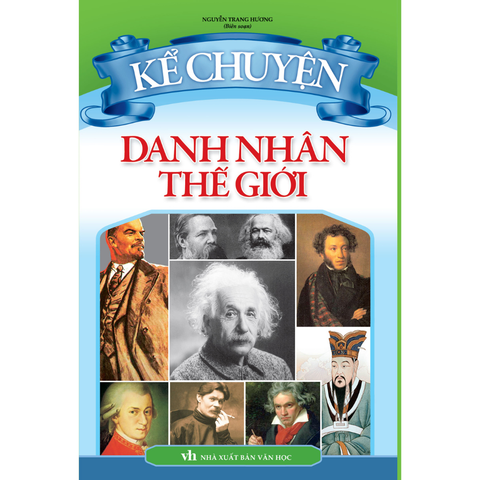 NGUYỄN TRANG HƯƠNG
(Biên soạn)
KỂ CHUYỆN
DANH NHÂN
THẾ GIỚI
vh NHÀ XUẤT BẢN VĂN HỌC